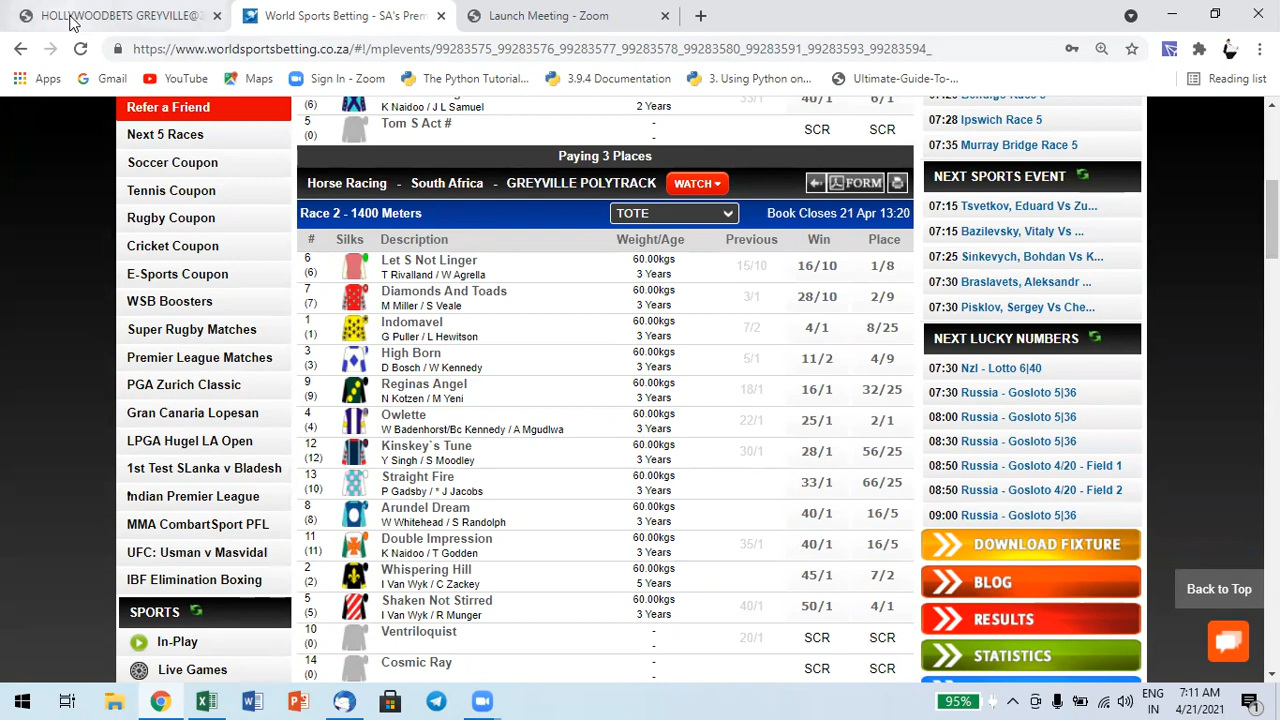 HOLLYWOODBETS GREYVILLE@2
World Sports Betting - SA's Prem
Launch Meeting - Zoom
https://www.worldsportsbetting.co.za/#!/mplevents/99283575_99283576_99283577_99283578_99283580_99283591_99283593_99283594_
Apps
Gmail
YouTube
Maps
Sign In - Zoom
The Python Tutorial...
3.9.4 Documentation
3. Using Python on...
Ultimate-Guide-To-...
Reading list
Refer a Friend
Next 5 Races
Soccer Coupon
Tennis Coupon
Rugby Coupon
Cricket Coupon
E-Sports Coupon
WSB Boosters
Super Rugby Matches
Premier League Matches
PGA Zurich Classic
Gran Canaria Lopesan
LPGA Hugel LA Open
1st Test SLanka v Bladesh
Indian Premier League
MMA CombartSport PFL
UFC: Usman v Masvidal
IBF Elimination Boxing
SPORTS
In-Play
Live Games
(6) K Naidoo / J L Samuel 2 Years 33/1 40/1 6/1
5 Tom S Act # - SCR SCR
(0) -
Paying 3 Places
Horse Racing - South Africa - GREYVILLE POLYTRACK WATCH FORM
Race 2 - 1400 Meters TOTE Book Closes 21 Apr 13:20
# Silks Description Weight/Age Previous Win Place
6 Let S Not Linger 60.00kgs 15/10 16/10 1/8
(6) T Rivalland / W Agrella 3 Years
7 Diamonds And Toads 60.00kgs 3/1 28/10 2/9
(7) M Miller / S Veale 3 Years
1 Indomavel 60.00kgs 7/2 4/1 8/25
(1) G Puller / L Hewitson 3 Years
3 High Born 60.00kgs 5/1 11/2 4/9
(3) D Bosch / W Kennedy 3 Years
9 Reginas Angel 60.00kgs 18/1 16/1 32/25
(9) N Kotzen / M Yeni 3 Years
4 Owlette 60.00kgs 22/1 25/1 2/1
(4) W Badenhorst/Bc Kennedy / A Mgudlwa 3 Years
12 Kinskey`s Tune 60.00kgs 30/1 28/1 56/25
(12) Y Singh / S Moodley 3 Years
13 Straight Fire 60.00kgs 33/1 66/25
(10) P Gadsby / * J Jacobs 3 Years
8 Arundel Dream 60.00kgs 40/1 16/5
(8) W Whitehead / S Randolph 3 Years
11 Double Impression 60.00kgs 35/1 40/1 16/5
(11) K Naidoo / T Godden 3 Years
2 Whispering Hill 60.00kgs 45/1 7/2
(2) I Van Wyk / C Zackey 5 Years
5 Shaken Not Stirred 60.00kgs 40/1 50/1 4/1
(5) I Van Wyk / R Munger 3 Years
10 Ventriloquist - 20/1 SCR SCR
(0) -
14 Cosmic Ray - SCR SCR
(0) -
07:28 Ipswich Race 5
07:35 Murray Bridge Race 5
NEXT SPORTS EVENT
07:15 Tsvetkov, Eduard Vs Zu...
07:15 Bazilevsky, Vitaly Vs ...
07:25 Sinkevych, Bohdan Vs K...
07:30 Braslavets, Aleksandr ...
07:30 Pisklov, Sergey Vs Che...
NEXT LUCKY NUMBERS
07:30 Nzl - Lotto 6|40
07:30 Russia - Gosloto 5|36
08:00 Russia - Gosloto 5|36
08:30 Russia - Gosloto 5|36
08:50 Russia - Gosloto 4/20 - Field 1
08:50 Russia - Gosloto 4/20 - Field 2
09:00 Russia - Gosloto 5|36
DOWNLOAD FIXTURE
BLOG
RESULTS
STATISTICS
Back to Top
95%
ENG
IN
7:11 AM
4/21/2021
1